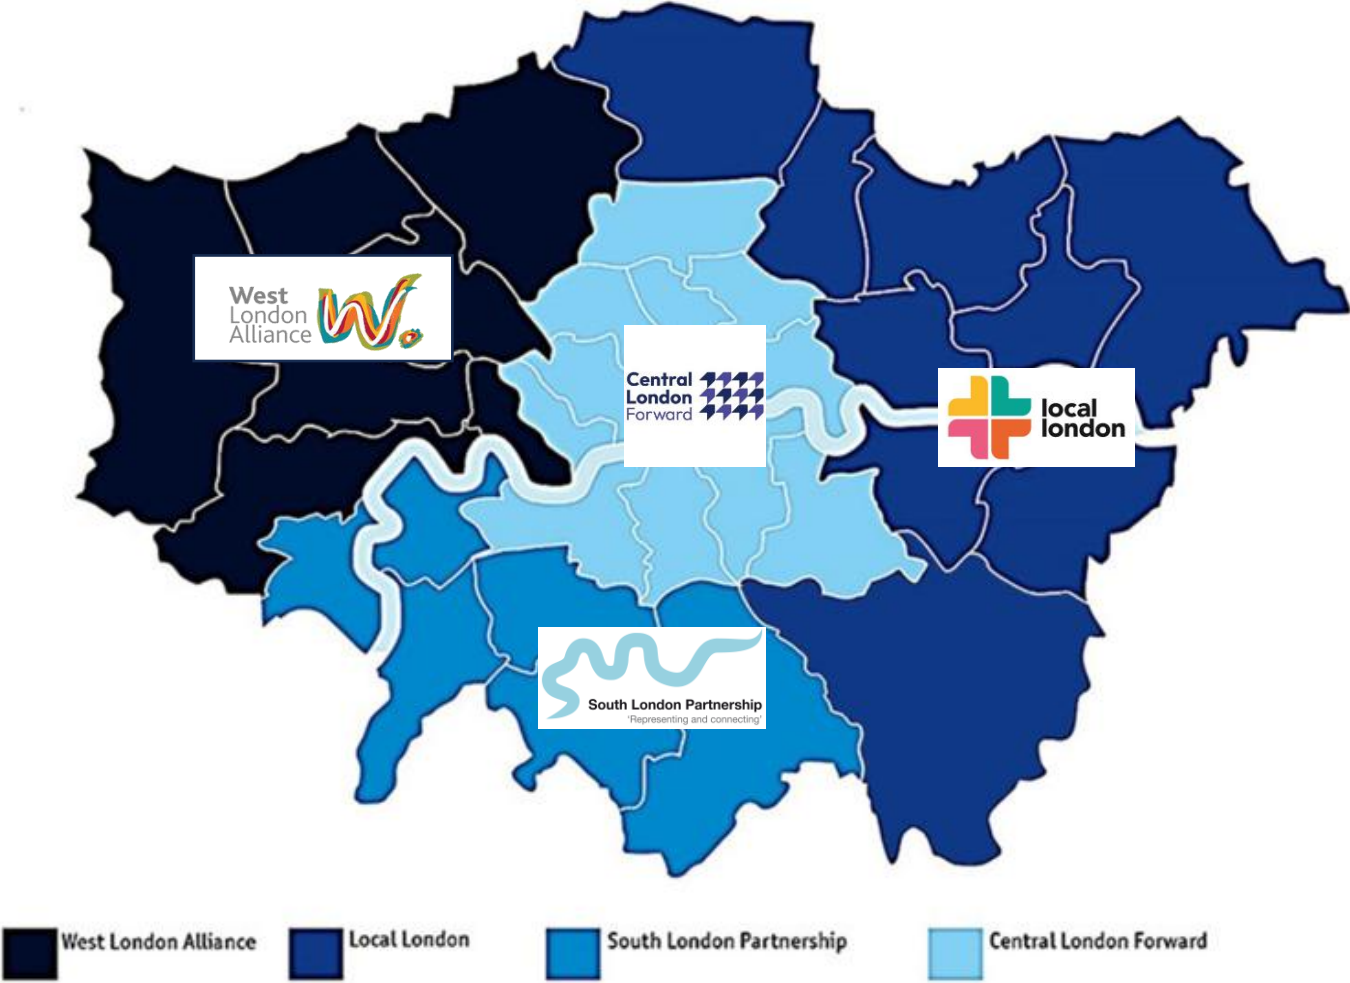 West
London
Alliance
Central
London
Forward
local
london
South London Partnership
'Representing and connecting'
West London Alliance
Local London
South London Partnership
Central London Forward